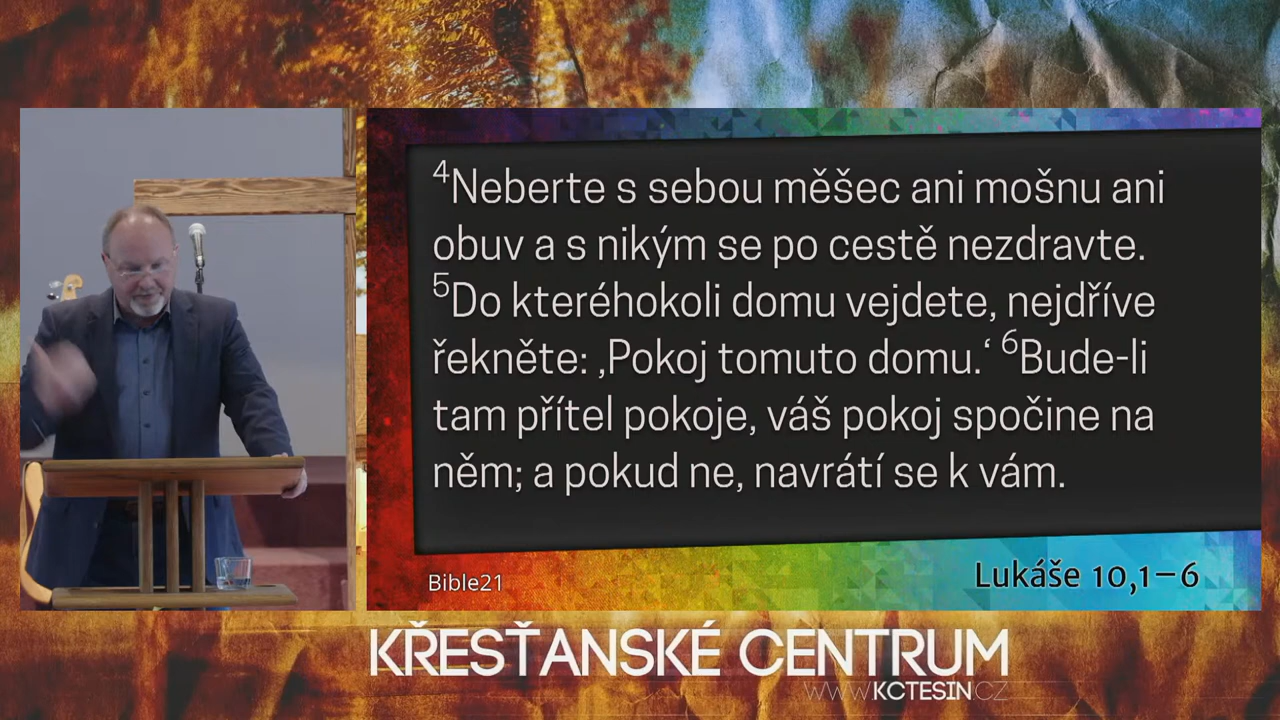 ⁴Neberte s sebou měšec ani mošnu ani
obuv a s nikým se po cestě nezdravte.
⁵Do kteréhokoli domu vejdete, nejdříve
řekněte: ‚Pokoj tomuto domu.‘ ⁶Bude-li
tam přítel pokoje, váš pokoj spočine na
něm; a pokud ne, navrátí se k vám.
Bible21
Lukáše 10,1–6
KŘESŤANSKÉ CENTRUM
WWW.KCTESIN.CZ